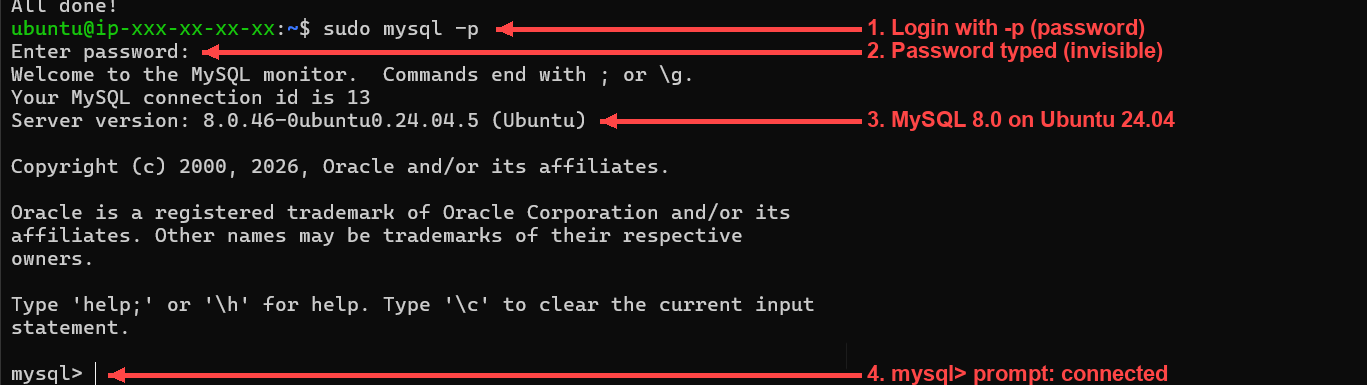 All done!
ubuntu@ip-xxx-xx-xx-xx:~$ sudo mysql -p 1. Login with -p (password)
Enter password: 2. Password typed (invisible)
Welcome to the MySQL monitor.  Commands end with ; or \g.
Your MySQL connection id is 13
Server version: 8.0.46-0ubuntu0.24.04.5 (Ubuntu) 3. MySQL 8.0 on Ubuntu 24.04
Copyright (c) 2000, 2026, Oracle and/or its affiliates.
Oracle is a registered trademark of Oracle Corporation and/or its
affiliates. Other names may be trademarks of their respective
owners.
Type 'help;' or '\h' for help. Type '\c' to clear the current input
statement.
mysql> 4. mysql> prompt: connected